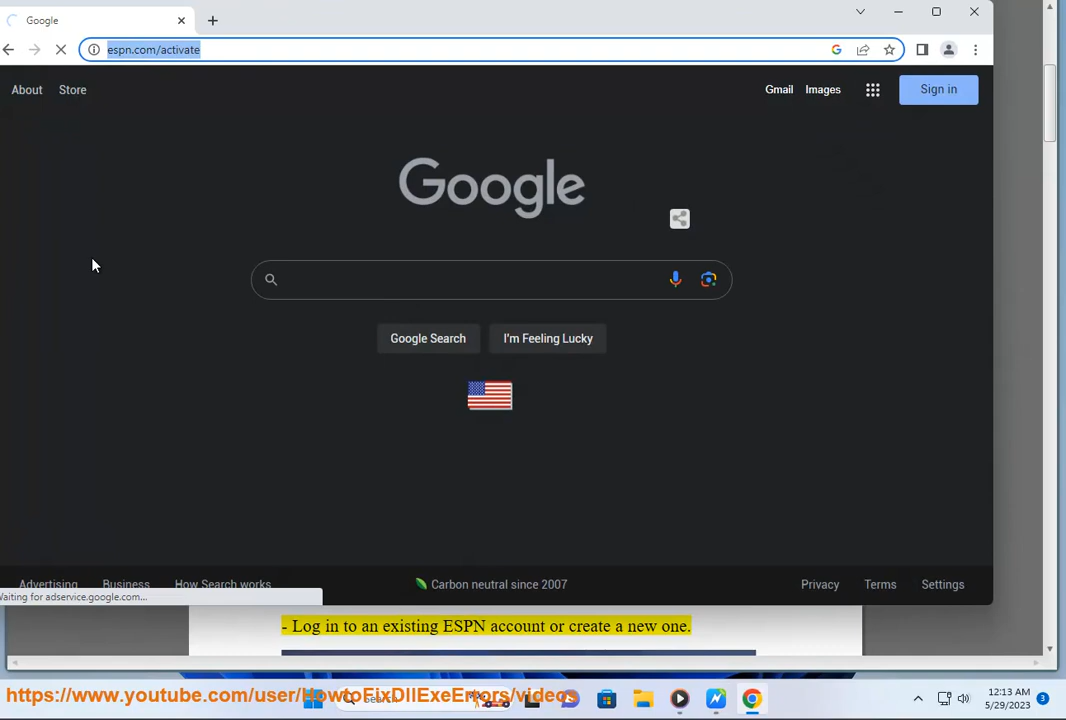 Google
espn.com/activate
About Store
Gmail Images
Sign in
Google
Google Search I'm Feeling Lucky
Advertising Business How Search works
Carbon neutral since 2007
Privacy Terms Settings
Waiting for adservice.google.com...
- Log in to an existing ESPN account or create a new one.
https://www.youtube.com/user/HowtoFixDllExeErrors/videos
Search
12:13 AM
5/29/2023
3